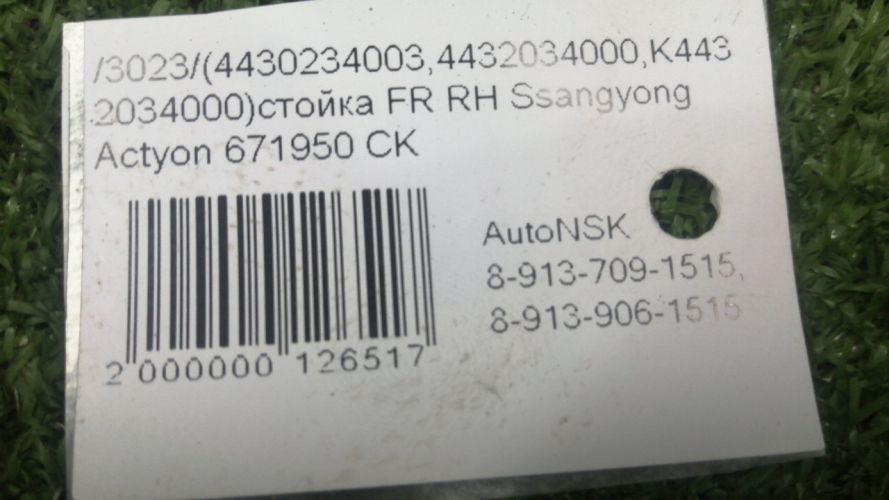 /3023/(4430234003,4432034000,K443
2034000)стойка FR RH Ssangyong
Actyon 671950 CK
AutoNSK
8-913-709-1515,
8-913-906-1515
2 000000 126517